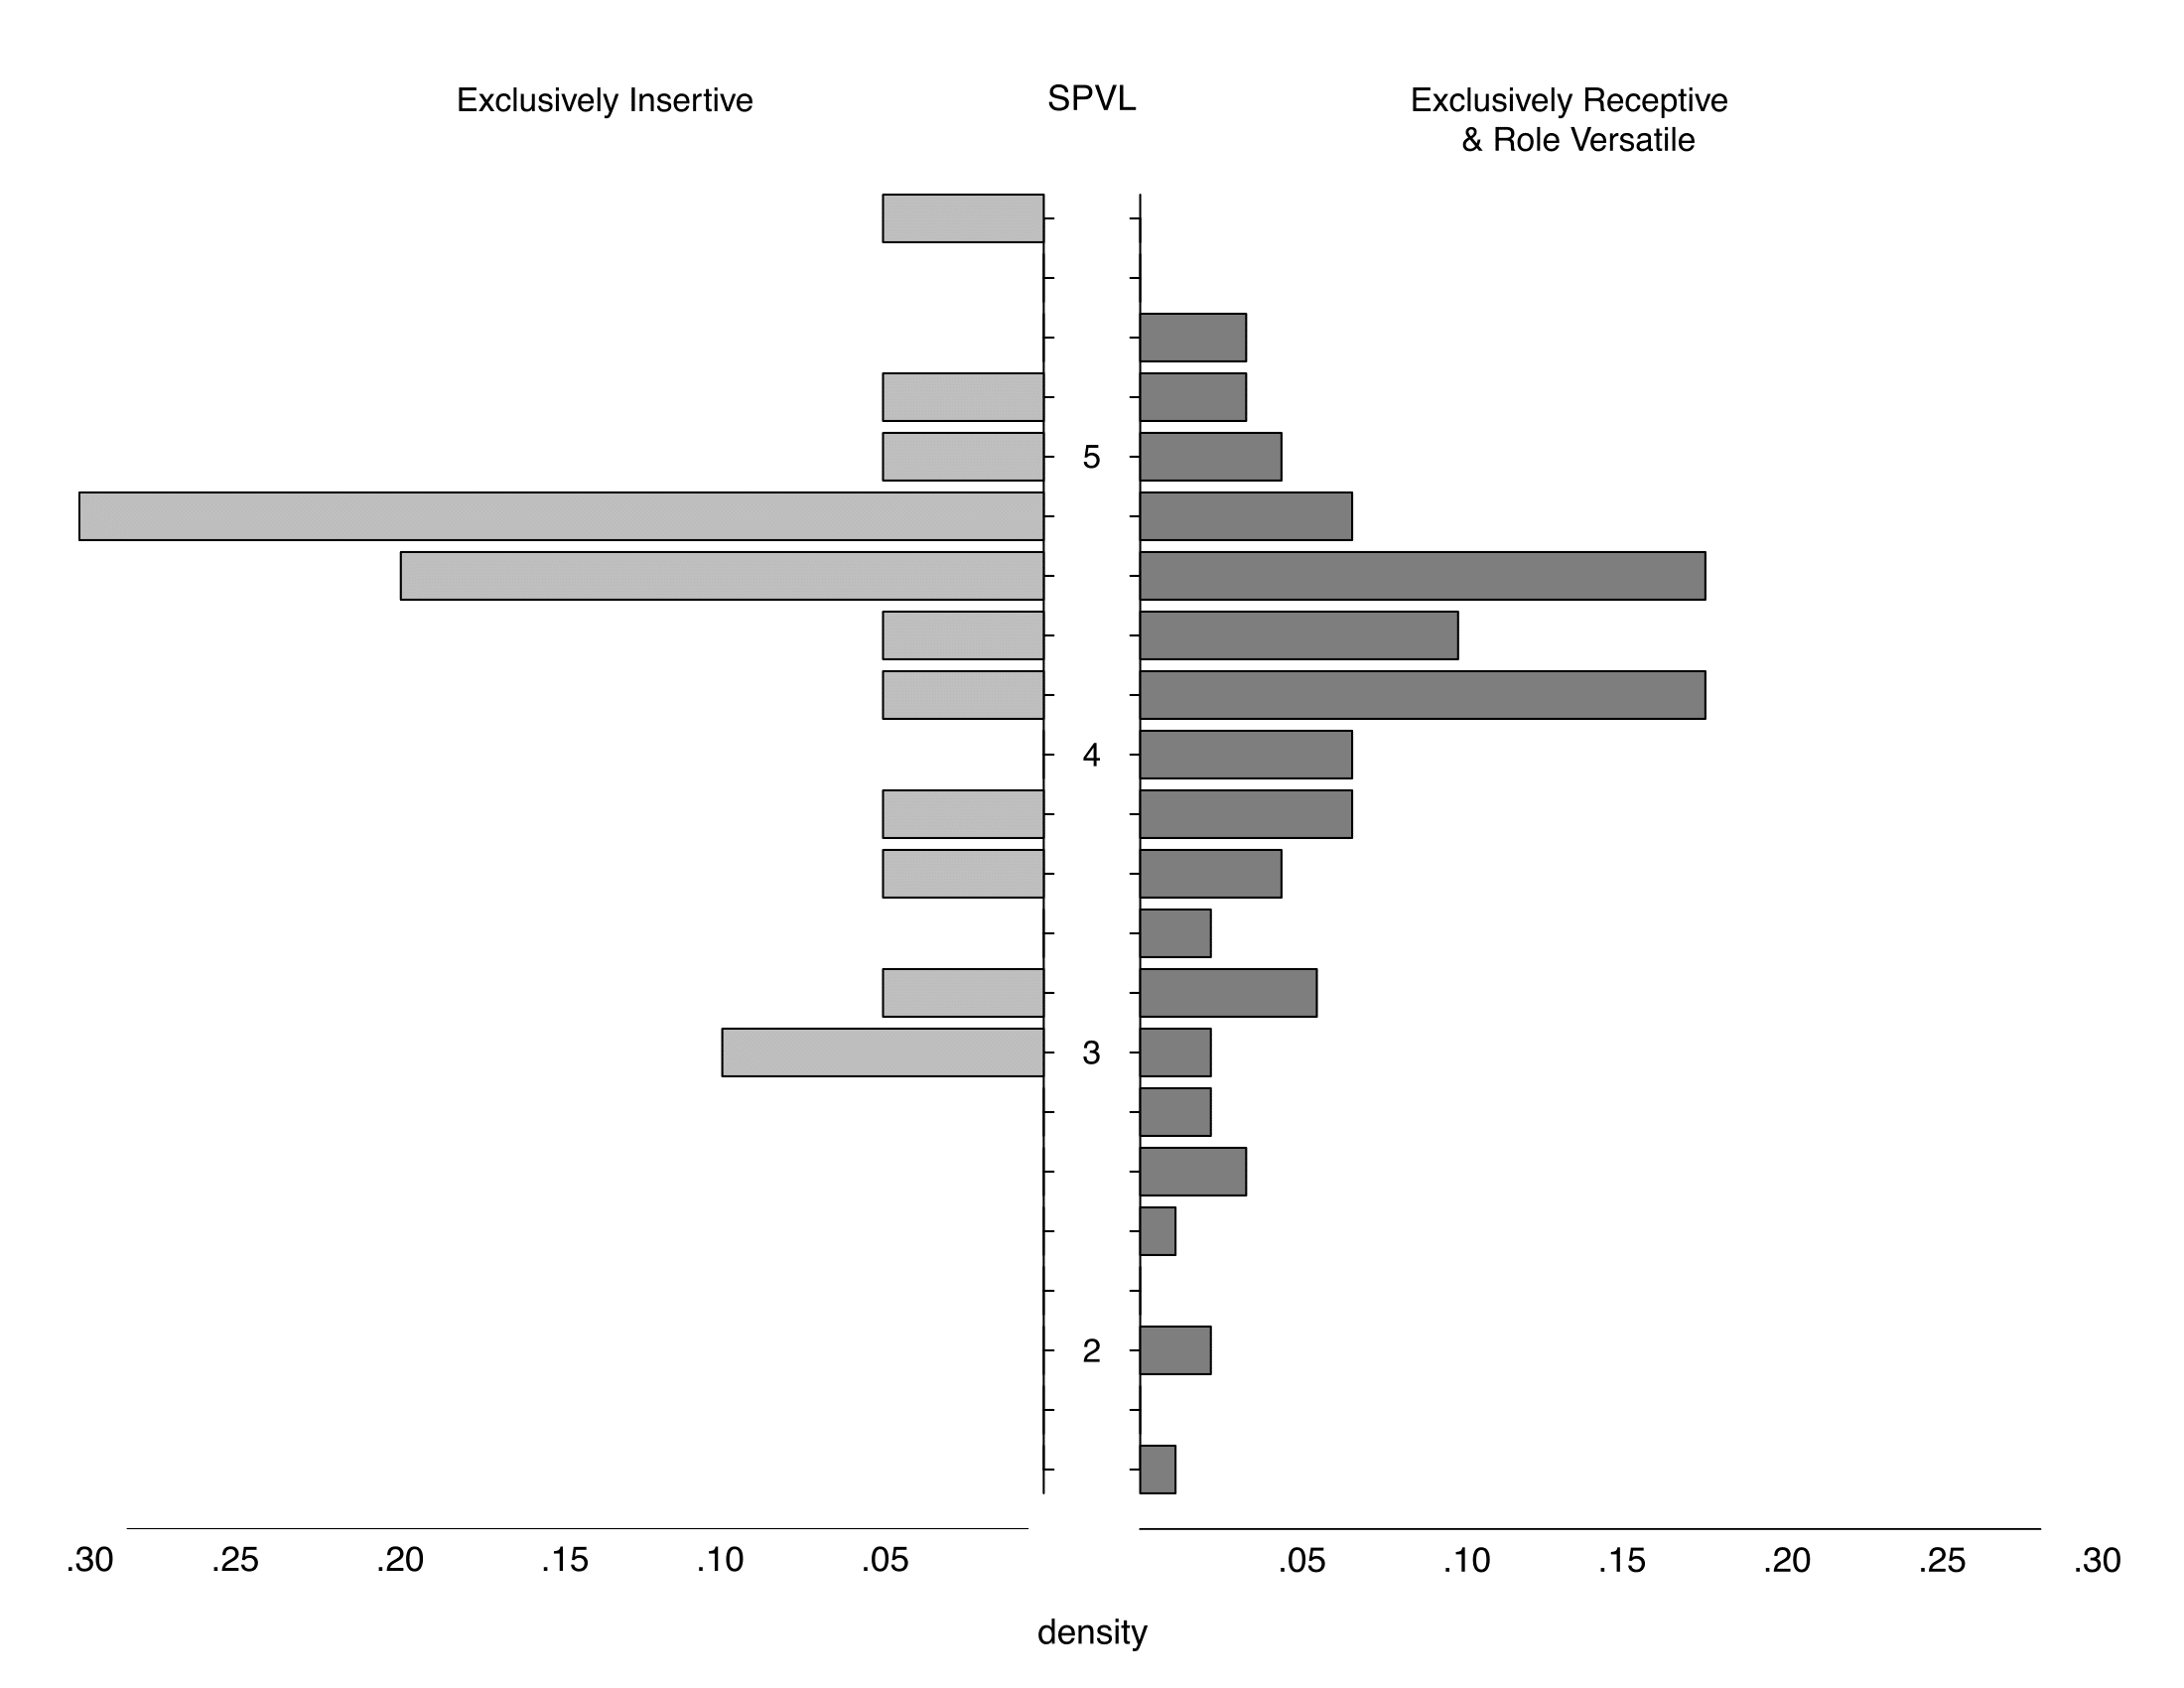 Exclusively Insertive
SPVL
Exclusively Receptive
& Role Versatile
5
4
3
2
.30 .25 .20 .15 .10 .05
.05 .10 .15 .20 .25 .30
density